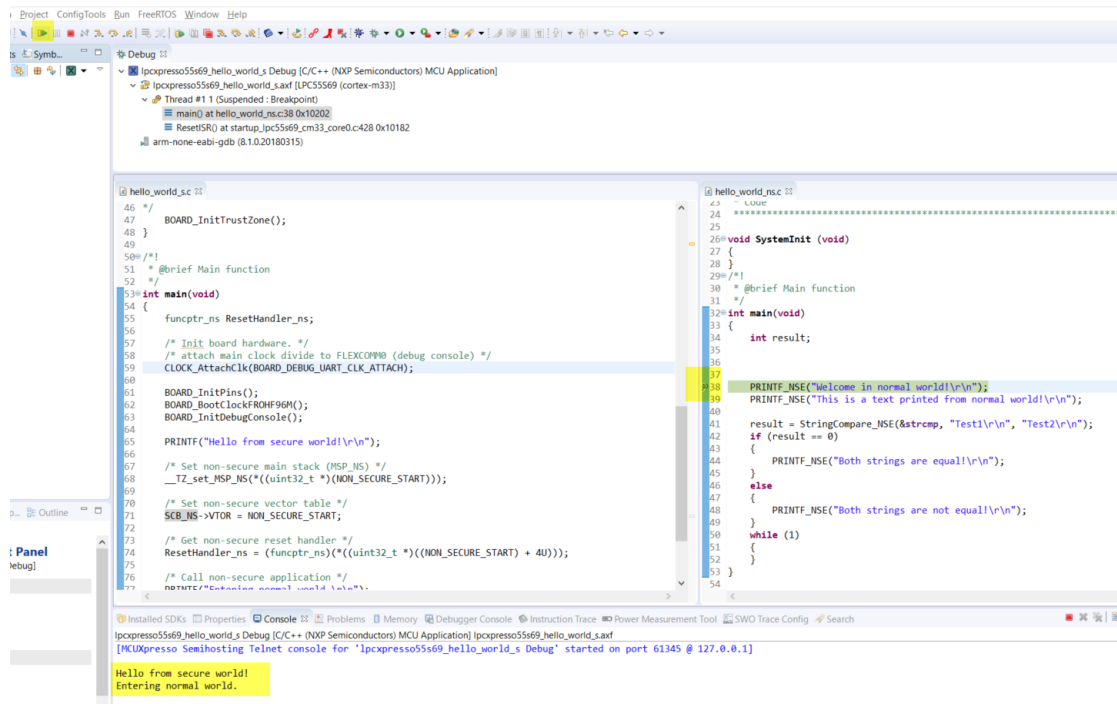 Project ConfigTools Run FreeRTOS Window Help
Symb...
Debug
lpcxpresso55s69_hello_world_s Debug [C/C++ (NXP Semiconductors) MCU Application]
lpcxpresso55s69_hello_world_s.axf [LPC55S69 (cortex-m33)]
Thread #1 1 (Suspended : Breakpoint)
main() at hello_world_ns.c:38 0x10202
ResetISR() at startup_lpc55s69_cm33_core0.c:428 0x10182
arm-none-eabi-gdb (8.1.0.20180315)
hello_world_s.c
46 */
47 BOARD_InitTrustZone();
48 }
49
50 /*!
51 * @brief Main function
52 */
53 int main(void)
54 {
55 funcptr_ns ResetHandler_ns;
56
57 /* Init board hardware. */
58 /* attach main clock divide to FLEXCOMM0 (debug console) */
59 CLOCK_AttachClk(BOARD_DEBUG_UART_CLK_ATTACH);
60
61 BOARD_InitPins();
62 BOARD_BootClockFROHF96M();
63 BOARD_InitDebugConsole();
64
65 PRINTF("Hello from secure world!\r\n");
66
67 /* Set non-secure main stack (MSP_NS) */
68 __TZ_set_MSP_NS(*((uint32_t *)(NON_SECURE_START)));
69
70 /* Set non-secure vector table */
71 SCB_NS->VTOR = NON_SECURE_START;
72
73 /* Get non-secure reset handler */
74 ResetHandler_ns = (funcptr_ns)(*((uint32_t *)((NON_SECURE_START) + 4U)));
75
76 /* Call non-secure application */
77 PRINTF("Entering normal world.\r\n");
hello_world_ns.c
23 * Code
24 ******************************************************************************
25
26 void SystemInit (void)
27 {
28 }
29 /*!
30 * @brief Main function
31 */
32 int main(void)
33 {
34 int result;
35
36
37
38 PRINTF_NSE("Welcome in normal world!\r\n");
39 PRINTF_NSE("This is a text printed from normal world!\r\n");
40
41 result = StringCompare_NSE(&strcmp, "Test1\r\n", "Test2\r\n");
42 if (result == 0)
43 {
44 PRINTF_NSE("Both strings are equal!\r\n");
45 }
46 else
47 {
48 PRINTF_NSE("Both strings are not equal!\r\n");
49 }
50 while (1)
51 {
52 }
53 }
54
Outline
Panel
Debug]
Installed SDKs Properties Console Problems Memory Debugger Console Instruction Trace Power Measurement Tool SWO Trace Config Search
lpcxpresso55s69_hello_world_s Debug [C/C++ (NXP Semiconductors) MCU Application] lpcxpresso55s69_hello_world_s.axf
[MCUXpresso Semihosting Telnet console for 'lpcxpresso55s69_hello_world_s Debug' started on port 61345 @ 127.0.0.1]
Hello from secure world!
Entering normal world.